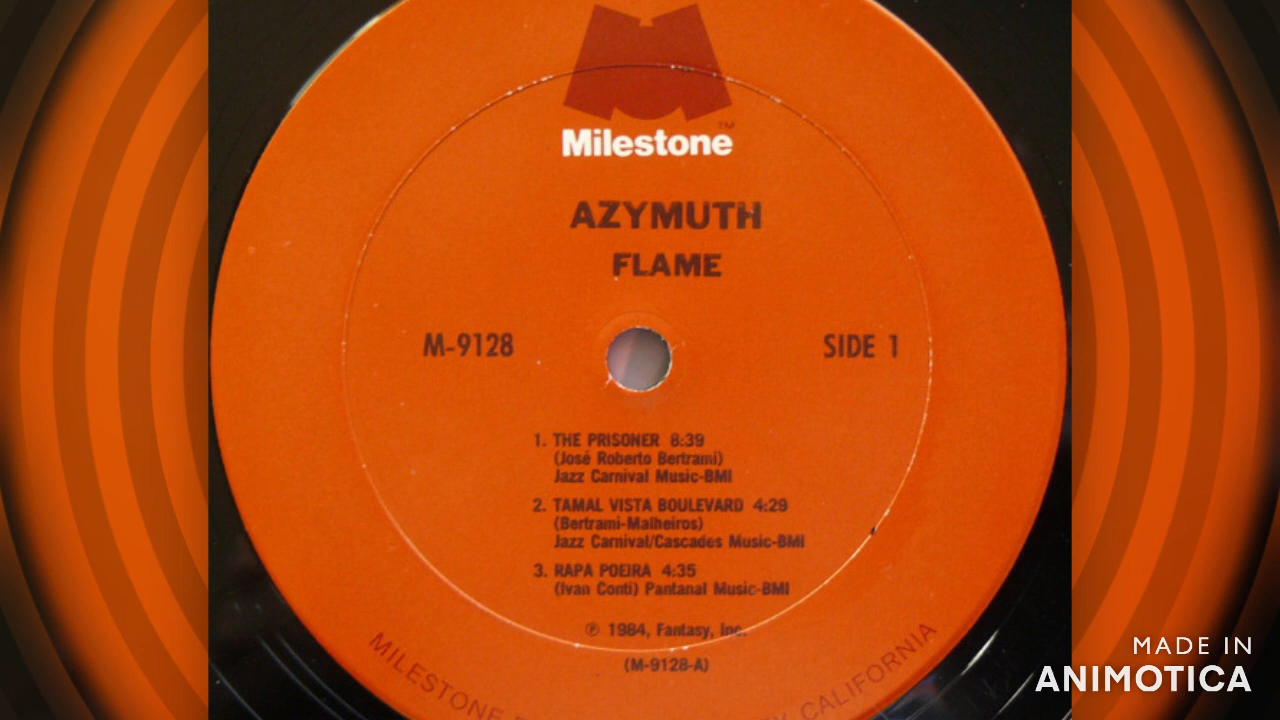 Milestone™
AZYMUTH
FLAME
M-9128
SIDE 1
1. THE PRISONER 8:39
(José Roberto Bertrami)
Jazz Carnival Music-BMI
2. TAMAL VISTA BOULEVARD 4:29
(Bertrami-Malheiros)
Jazz Carnival/Cascades Music-BMI
3. RAPA POEIRA 4:35
(Ivan Conti) Pantanal Music-BMI
℗ 1984, Fantasy, Inc.
(M-9128-A)
MILESTONE CALIFORNIA
MADE IN
ANIMOTICA